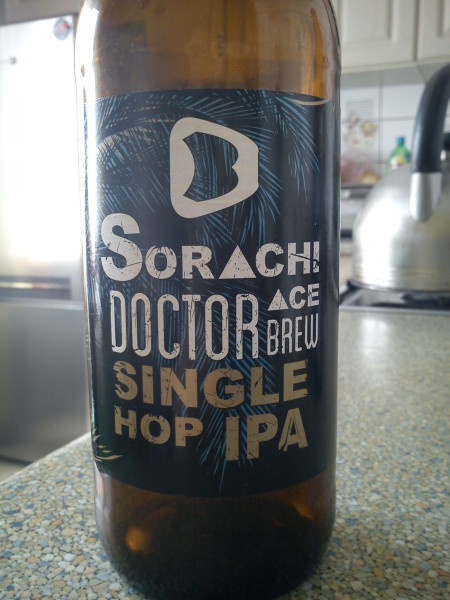 SORACHI
ACE
DOCTOR BREW
SINGLE
HOP IPA